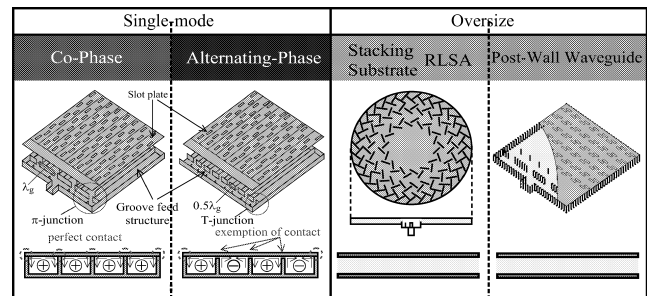 Single-mode
Oversize
Co-Phase
Alternating-Phase
Stacking
Substrate
RLSA
Post-Wall Waveguide
Slot plate
λg
0.5λg
Groove feed
structure
π-junction
T-junction
perfect contact
exemption of contact
+ + + +
+ − + −